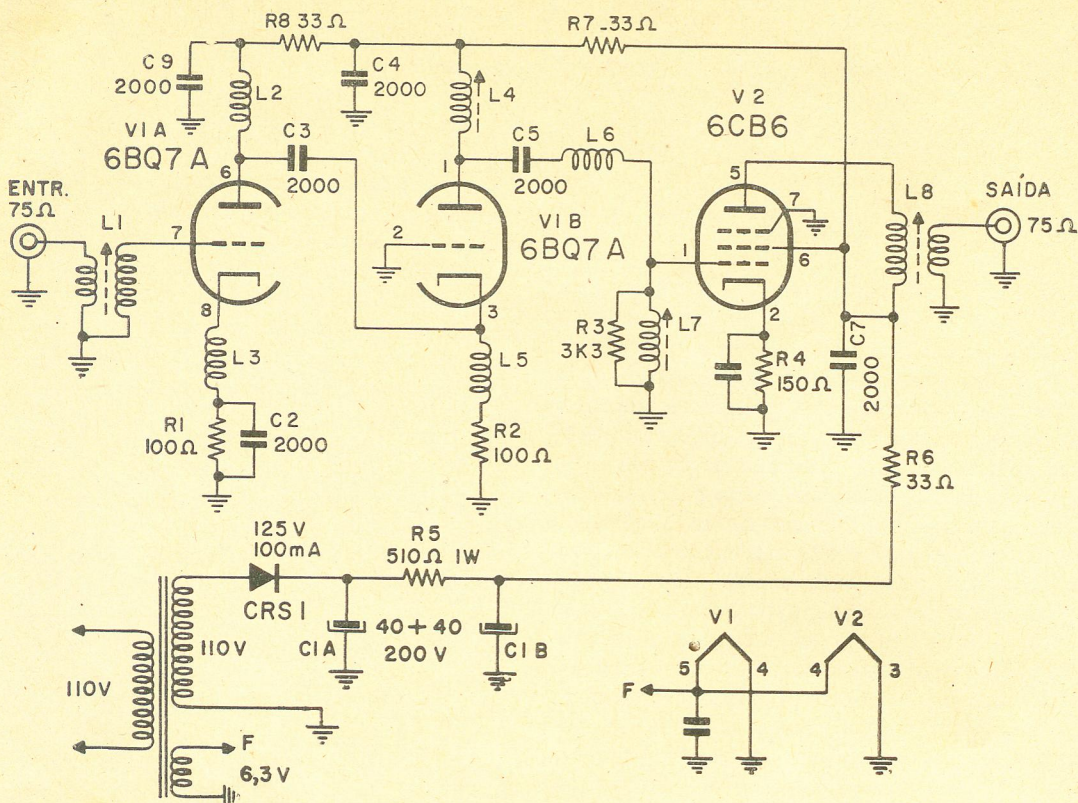 R8 33Ω
R7-33Ω
C9
2000
L2
C4
2000
L4
V1A
6BQ7A
6
C3
2000
1
C5
2000
L6
V2
6CB6
5
7
L8
ENTR.
75Ω
L1
7
2
V1B
6BQ7A
1
6
SAÍDA
75Ω
8
3
2
L3
L5
R3
3K3
L7
R4
150Ω
C7
2000
R1
100Ω
C2
2000
R2
100Ω
R6
33Ω
125V
100mA
R5
510Ω 1W
CRS1
110V
C1A
40+40
200V
C1B
V1
V2
5
4
4
3
F
110V
F
6,3V